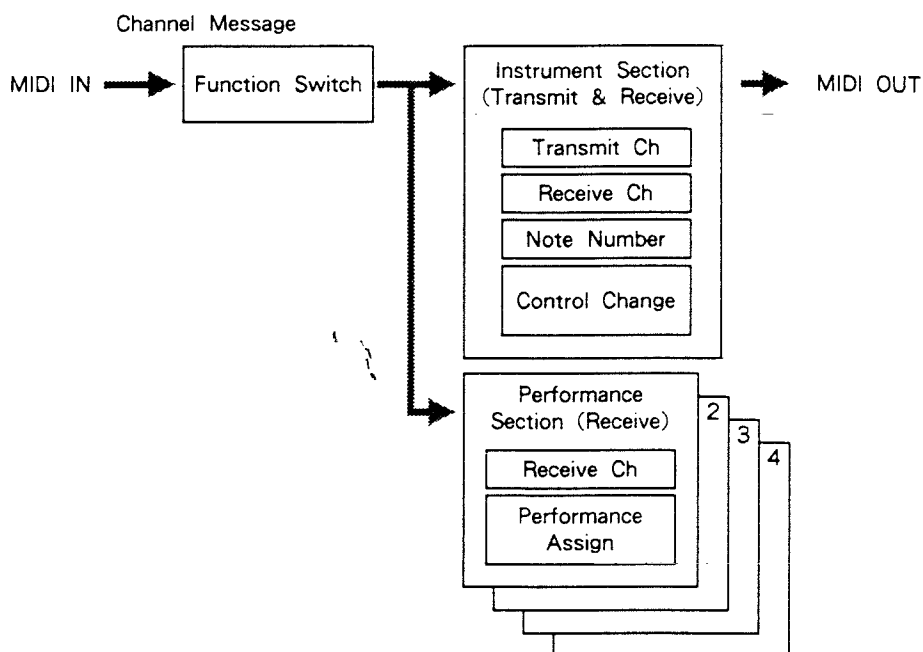 Channel Message
MIDI IN
Function Switch
Instrument Section
(Transmit & Receive)
MIDI OUT
Transmit Ch
Receive Ch
Note Number
Control Change
Performance
Section (Receive)
2
3
4
Receive Ch
Performance
Assign